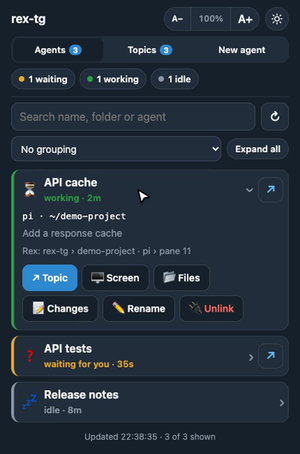 rex-tg A− 100% A+
Agents 3 Topics 3 New agent
1 waiting 1 working 1 idle
Search name, folder or agent
No grouping Expand all
API cache
working · 2m
pi · ~/demo-project
Add a response cache
Rex: rex-tg › demo-project · pi › pane 11
Topic Screen Files
Changes Rename Unlink
API tests
waiting for you · 35s
Release notes
idle · 8m
Updated 22:38:35 · 3 of 3 shown